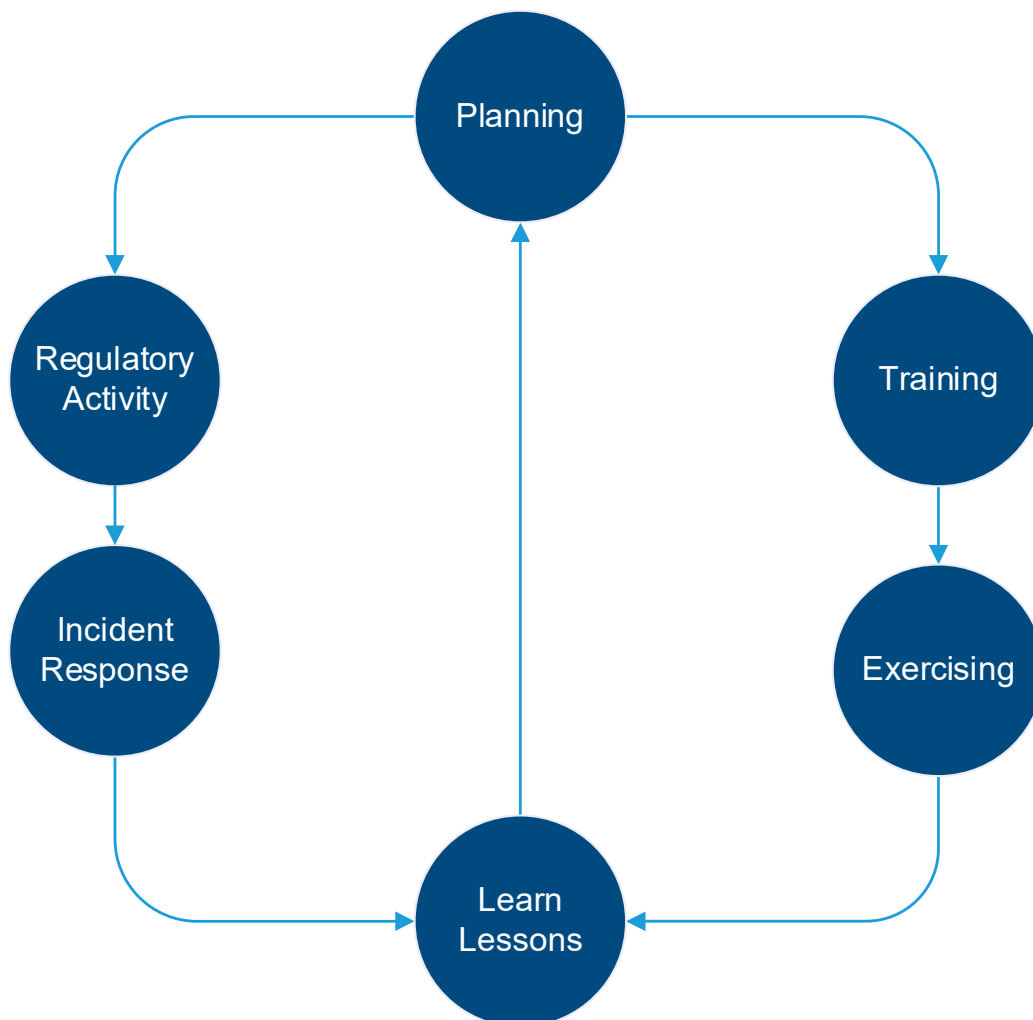 Planning
Regulatory
Activity
Training
Incident
Response
Exercising
Learn
Lessons